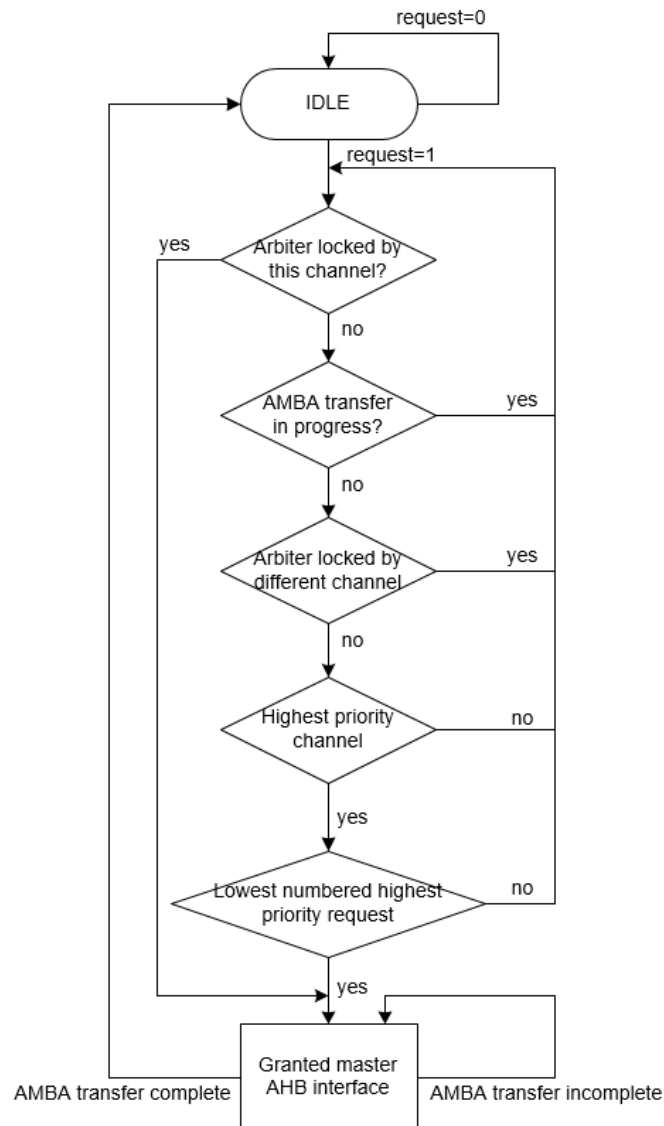 request=0
IDLE
request=1
yes
Arbiter locked by
this channel?
no
AMBA transfer
in progress?
yes
no
Arbiter locked by
different channel
yes
no
Highest priority
channel
no
yes
Lowest numbered highest
priority request
no
yes
Granted master
AHB interface
AMBA transfer complete
AMBA transfer incomplete